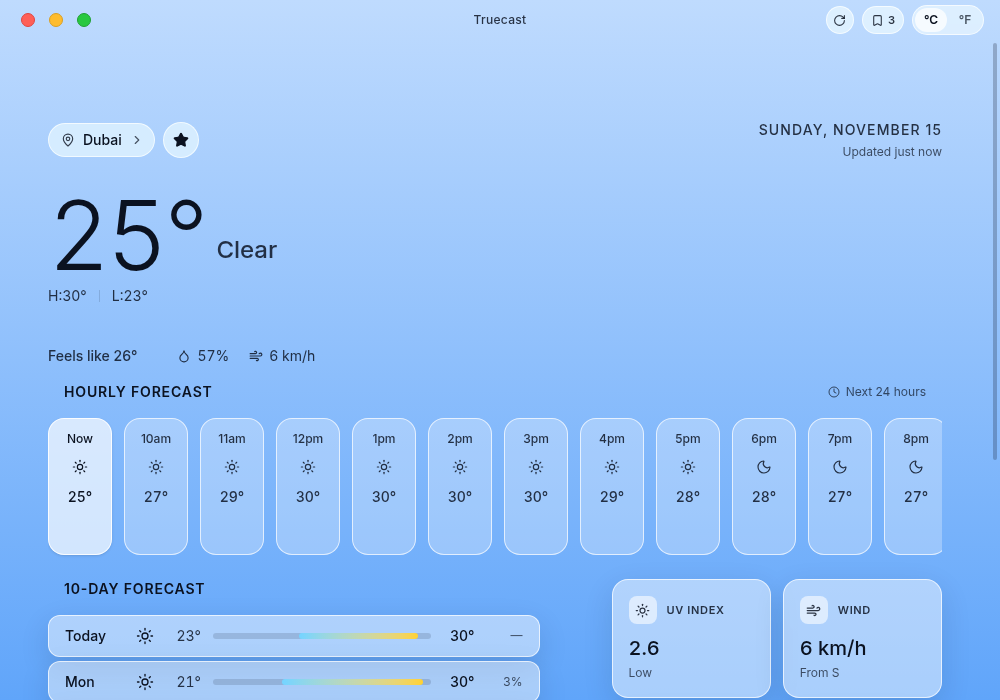 Truecast
3
°C °F
Dubai
SUNDAY, NOVEMBER 15
Updated just now
25° Clear
H:30° L:23°
Feels like 26° 57% 6 km/h
HOURLY FORECAST
Next 24 hours
Now 10am 11am 12pm 1pm 2pm 3pm 4pm 5pm 6pm 7pm 8pm
25° 27° 29° 30° 30° 30° 30° 29° 28° 28° 27° 27°
10-DAY FORECAST
Today 23° 30° —
Mon 21° 30° 3%
UV INDEX
2.6
Low
WIND
6 km/h
From S